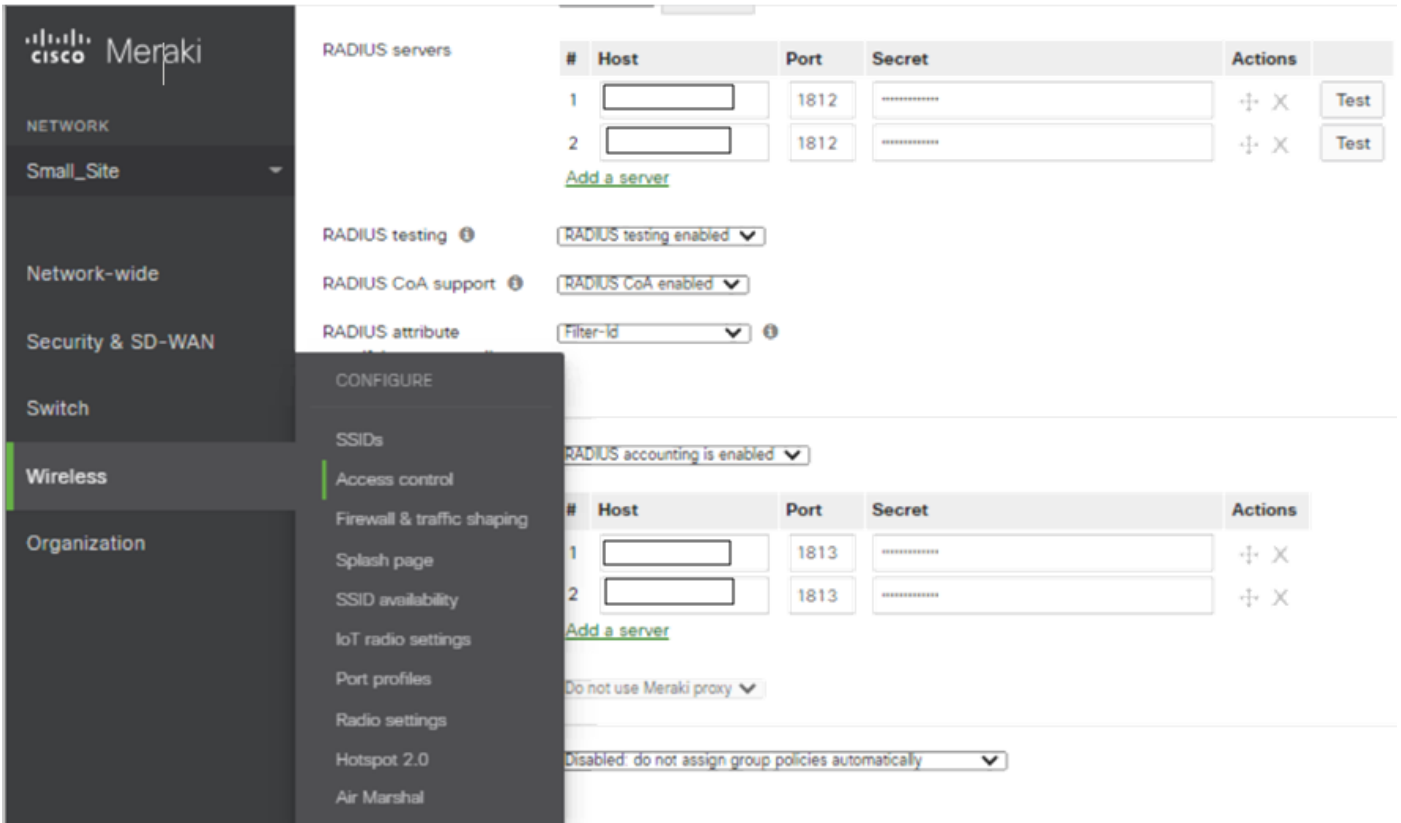 CISCO Meraki
NETWORK
Small_Site
Network-wide
Security & SD-WAN
Switch
Wireless
Organization
CONFIGURE
SSIDs
Access control
Firewall & traffic shaping
Splash page
SSID availability
IoT radio settings
Port profiles
Radio settings
Hotspot 2.0
Air Marshal
RADIUS servers
# Host Port Secret Actions
1 1812 ••••••••••••• Test
2 1812 ••••••••••••• Test
Add a server
RADIUS testing RADIUS testing enabled
RADIUS CoA support RADIUS CoA enabled
RADIUS attribute Filter-Id
RADIUS accounting is enabled
# Host Port Secret Actions
1 1813 •••••••••••••
2 1813 •••••••••••••
Add a server
Do not use Meraki proxy
Disabled: do not assign group policies automatically